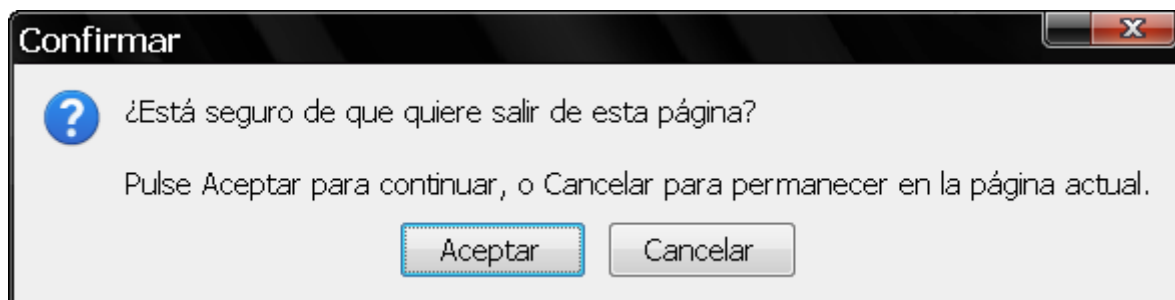 Confirmar
¿Está seguro de que quiere salir de esta página?
Pulse Aceptar para continuar, o Cancelar para permanecer en la página actual.
Aceptar Cancelar